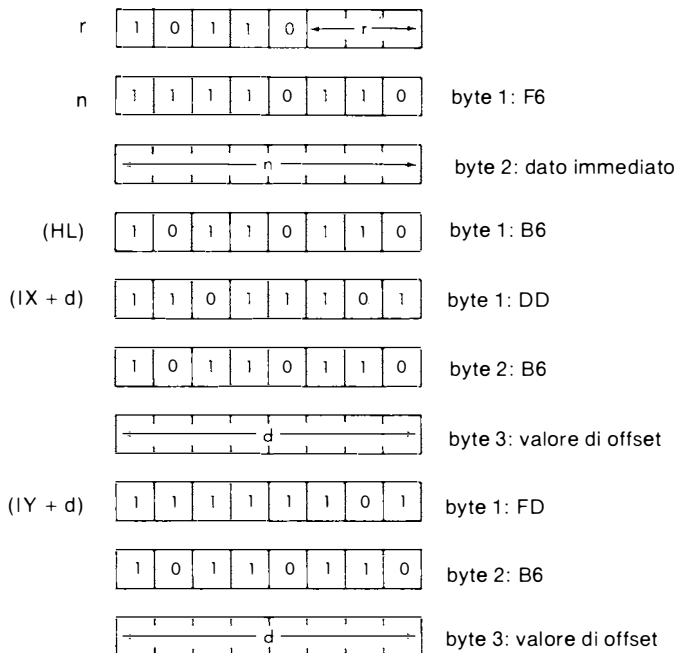 r 1 0 1 1 0 r
n 1 1 1 1 0 1 1 0 byte 1: F6
n byte 2: dato immediato
(HL) 1 0 1 1 0 1 1 0 byte 1: B6
(IX + d) 1 1 0 1 1 1 0 1 byte 1: DD
1 0 1 1 0 1 1 0 byte 2: B6
d byte 3: valore di offset
(IY + d) 1 1 1 1 1 1 0 1 byte 1: FD
1 0 1 1 0 1 1 0 byte 2: B6
d byte 3: valore di offset